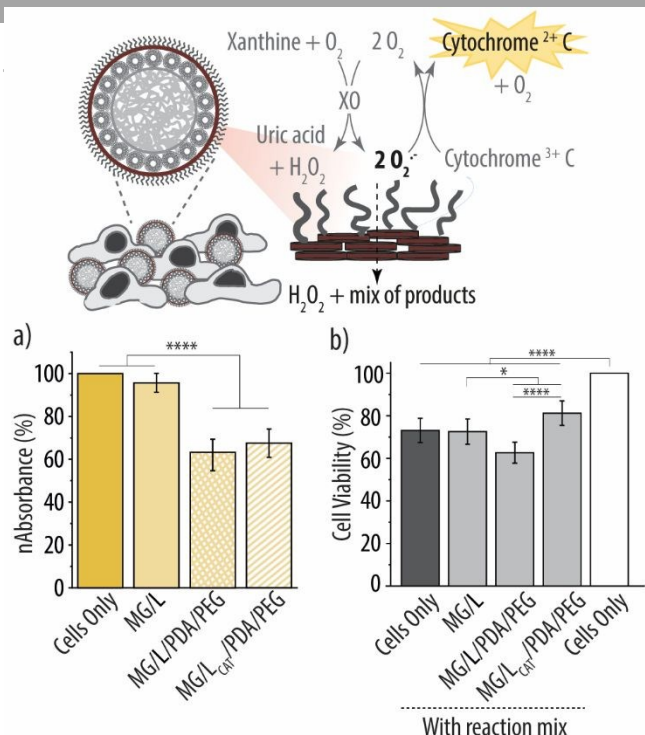 Xanthine + O₂ 2 O₂ Cytochrome ²⁺ C
+ O₂
XO
Uric acid
+ H₂O₂ 2 O₂·⁻ Cytochrome ³⁺ C
H₂O₂ + mix of products
a)
****
nAbsorbance (%)
100
80
60
40
20
0
Cells Only
MG/L
MG/L/PDA/PEG
MG/L_CAT/PDA/PEG
b)
****
*
****
Cell Viability (%)
100
80
60
40
20
0
Cells Only
MG/L
MG/L/PDA/PEG
MG/L_CAT/PDA/PEG
Cells Only
With reaction mix